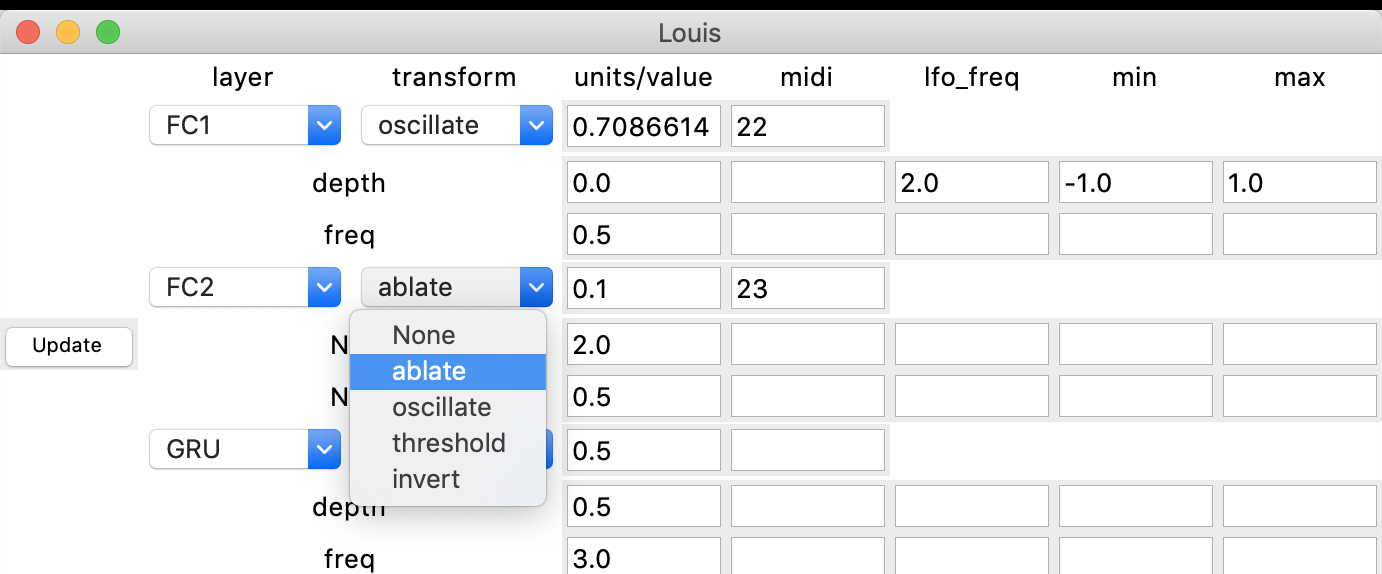 Louis
layer transform units/value midi lfo_freq min max
FC1 oscillate 0.7086614 22
depth 0.0 2.0 -1.0 1.0
freq 0.5
FC2 ablate 0.1 23
None
Update N 2.0
ablate
N 0.5
oscillate
threshold
GRU 0.5
invert
depth 0.5
freq 3.0